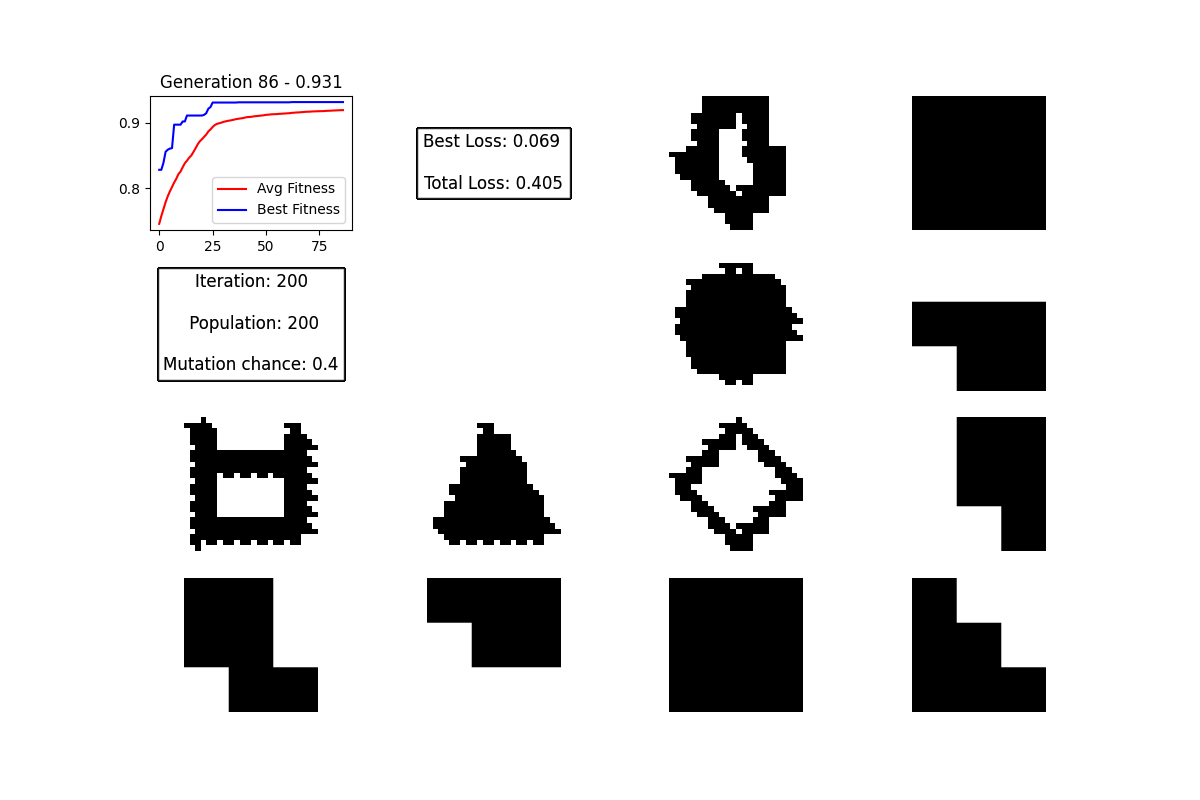 Generation 86 - 0.931
0.9
0.8
Avg Fitness
Best Fitness
0 25 50 75
Best Loss: 0.069
Total Loss: 0.405
Iteration: 200
Population: 200
Mutation chance: 0.4